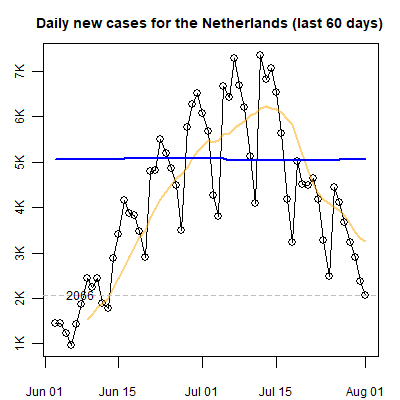 Daily new cases for the Netherlands (last 60 days)
7K
6K
5K
4K
3K
2K
1K
2066
Jun 01 Jun 15 Jul 01 Jul 15 Aug 01